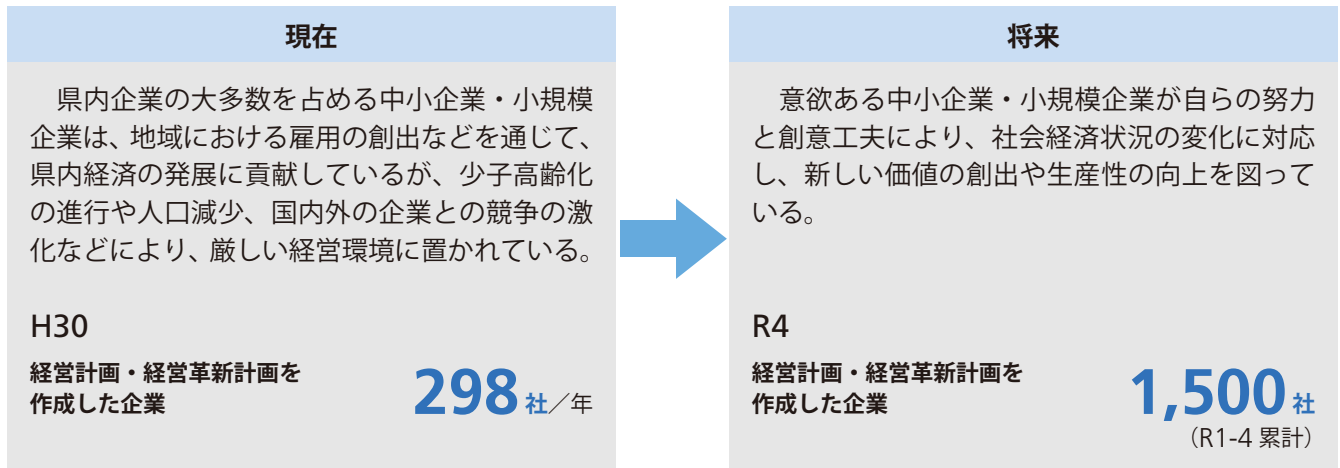 現在
県内企業の大多数を占める中小企業・小規模
企業は、地域における雇用の創出などを通じて、
県内経済の発展に貢献しているが、少子高齢化
の進行や人口減少、国内外の企業との競争の激
化などにより、厳しい経営環境に置かれている。
H30
経営計画・経営革新計画を
作成した企業
298社／年
将来
意欲ある中小企業・小規模企業が自らの努力
と創意工夫により、社会経済状況の変化に対応
し、新しい価値の創出や生産性の向上を図って
いる。
R4
経営計画・経営革新計画を
作成した企業
1,500社
（R1-4 累計）